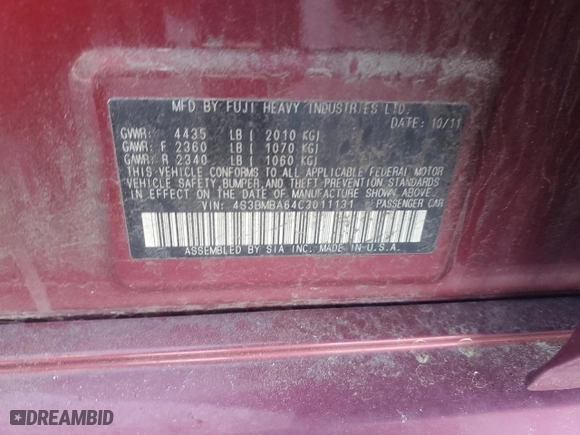 MFD BY FUJI HEAVY INDUSTRIES LTD.
DATE: 10/11
GVWR: 4435 LB( 2010 KG)
GAWR: F 2360 LB( 1070 KG)
GAWR: R 2340 LB( 1060 KG)
THIS VEHICLE CONFORMS TO ALL APPLICABLE FEDERAL MOTOR
VEHICLE SAFETY, BUMPER, AND THEFT PREVENTION STANDARDS
IN EFFECT ON THE DATE OF MANUFACTURE SHOWN ABOVE.
VIN: 4S3BMBA64C3011131 PASSENGER CAR
ASSEMBLED BY SIA INC. MADE IN U.S.A.
DREAMBID